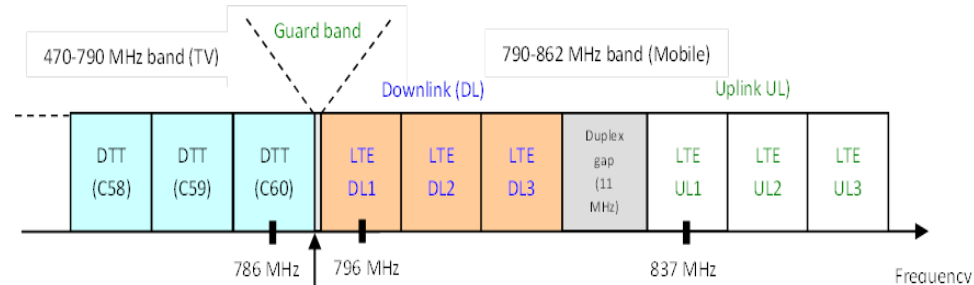 Guard band
470-790 MHz band (TV)
790-862 MHz band (Mobile)
Downlink (DL)
Uplink UL)
DTT
(C58)
DTT
(C59)
DTT
(C60)
LTE
DL1
LTE
DL2
LTE
DL3
Duplex
gap
(11
MHz)
LTE
UL1
LTE
UL2
LTE
UL3
786 MHz
796 MHz
837 MHz
Frequency